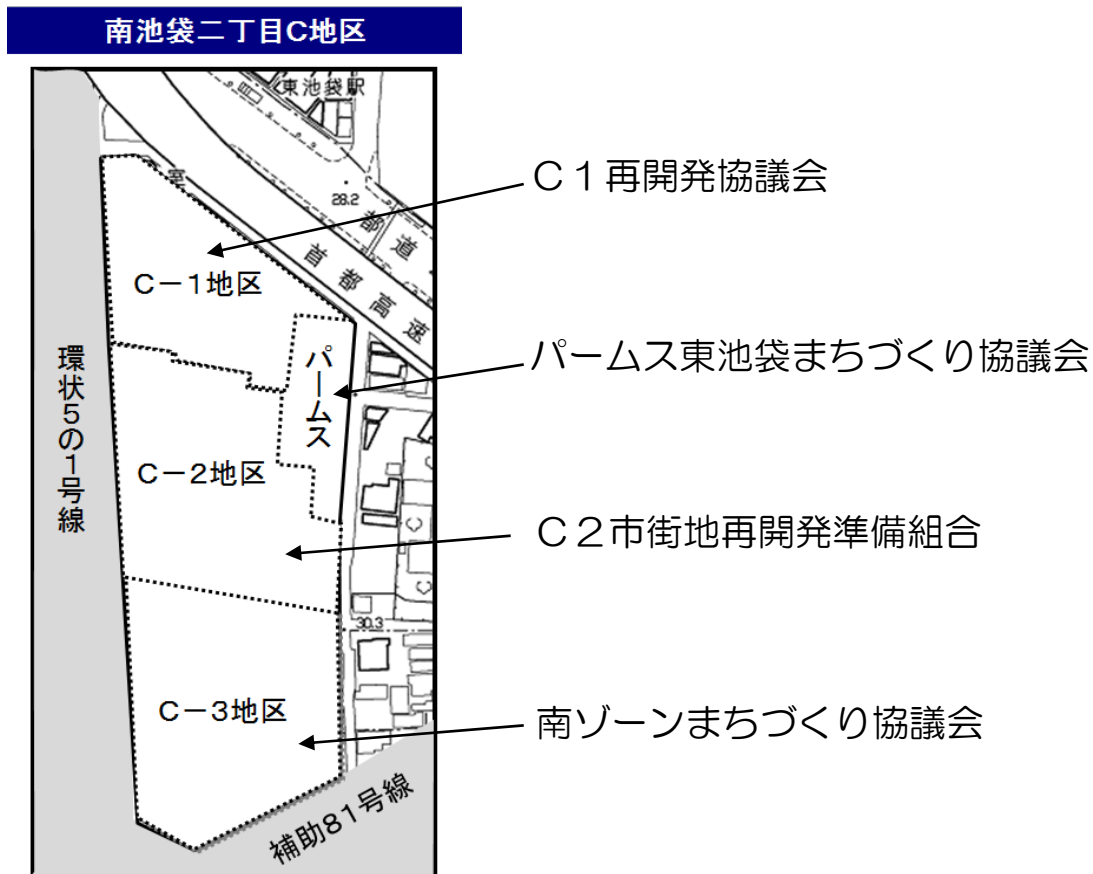 南池袋二丁目C地区
東池袋駅
28.2
都道
首都高速
C１再開発協議会
C－1地区
パームス
パームス東池袋まちづくり協議会
環状5の1号線
C－2地区
C２市街地再開発準備組合
30.3
C－3地区
南ゾーンまちづくり協議会
補助81号線